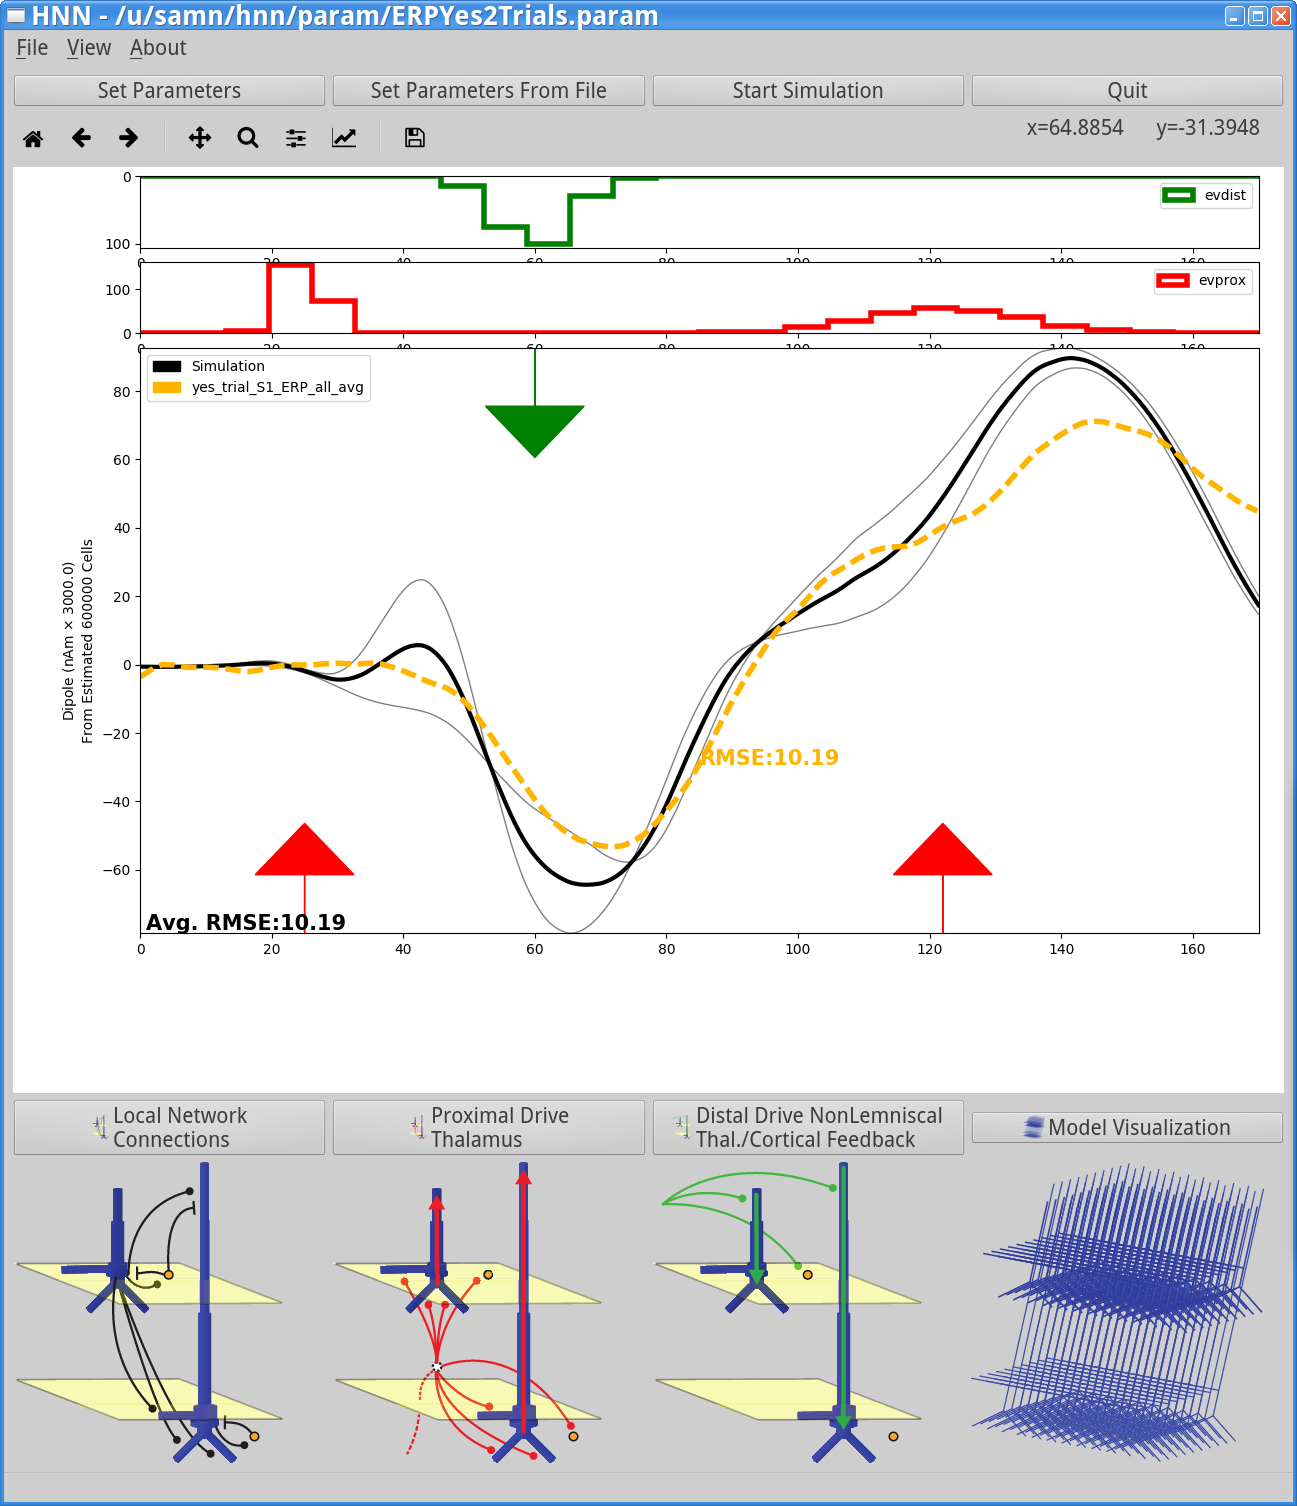 HNN - /u/samn/hnn/param/ERPYes2Trials.param
File View About
Set Parameters Set Parameters From File Start Simulation Quit
x=64.8854 y=-31.3948
0
100
evdist
0 20 40 60 80 100 120 140 160
100
0
evprox
0 20 40 60 80 100 120 140 160
Simulation
yes_trial_S1_ERP_all_avg
80
60
40
20
0
−20
−40
−60
Dipole (nAm × 3000.0)
From Estimated 600000 Cells
RMSE:10.19
Avg. RMSE:10.19
0 20 40 60 80 100 120 140 160
Local Network
Connections
Proximal Drive
Thalamus
Distal Drive NonLemniscal
Thal./Cortical Feedback
Model Visualization